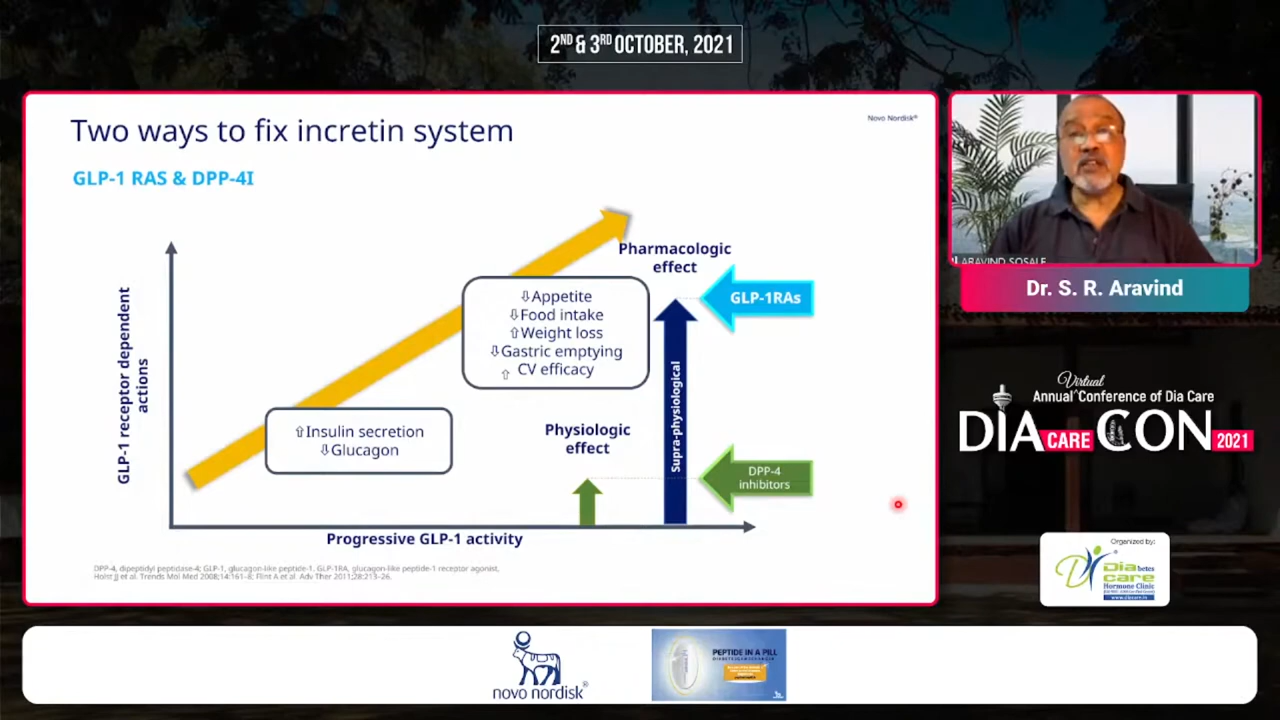 2ND & 3RD OCTOBER, 2021
Two ways to fix incretin system
Novo Nordisk®
GLP-1 RAS & DPP-4I
GLP-1 receptor dependent
actions
Pharmacologic
effect
⇩Appetite
⇩Food intake
⇧Weight loss
⇩Gastric emptying
⇧ CV efficacy
GLP-1RAs
⇧Insulin secretion
⇩Glucagon
Physiologic
effect
Supra-physiological
DPP-4
inhibitors
Progressive GLP-1 activity
DPP-4, dipeptidyl peptidase-4; GLP-1, glucagon-like peptide-1. GLP-1RA, glucagon-like peptide-1 receptor agonist,
Holst JJ et al. Trends Mol Med 2008;14:161–8; Flint A et al. Adv Ther 2011;28:213–26.
ARAVIND SOSALE
Dr. S. R. Aravind
Virtual
Annual ^Conference of Dia Care
DIA CARE CON 2021
Organized by:
Diabetes
care
Hormone Clinic
novo nordisk®
PEPTIDE IN A PILL